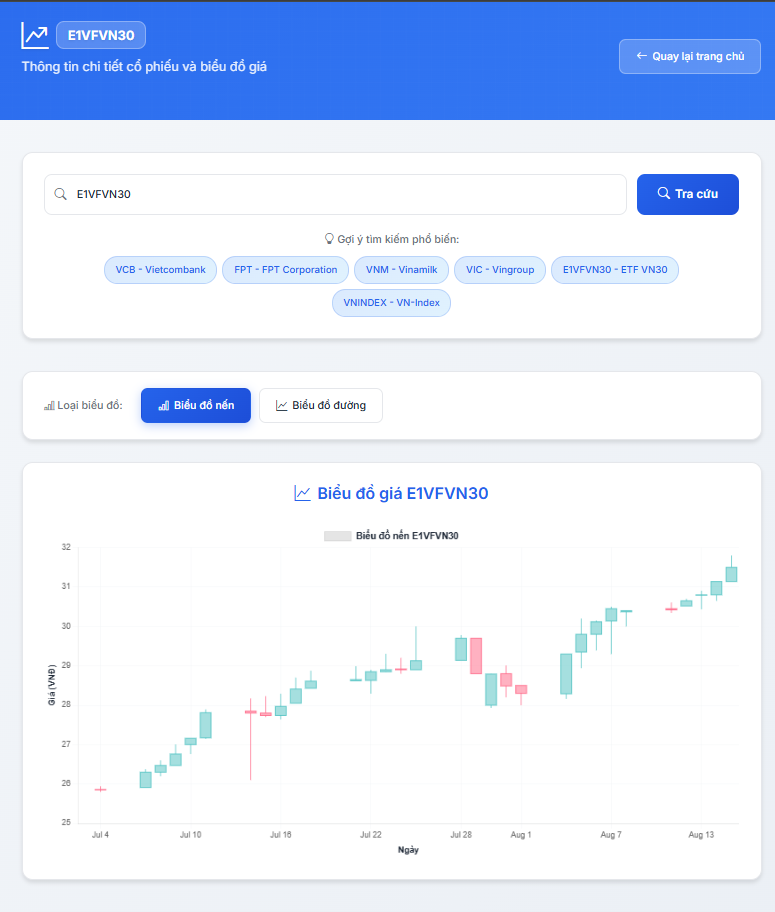 E1VFVN30
Thông tin chi tiết cổ phiếu và biểu đồ giá
← Quay lại trang chủ
E1VFVN30
Tra cứu
Gợi ý tìm kiếm phổ biến:
VCB - Vietcombank
FPT - FPT Corporation
VNM - Vinamilk
VIC - Vingroup
E1VFVN30 - ETF VN30
VNINDEX - VN-Index
Loại biểu đồ:
Biểu đồ nến
Biểu đồ đường
Biểu đồ giá E1VFVN30
Biểu đồ nến E1VFVN30
Giá (VNĐ)
32
31
30
29
28
27
26
25
Jul 4
Jul 10
Jul 16
Jul 22
Jul 28
Aug 1
Aug 7
Aug 13
Ngày